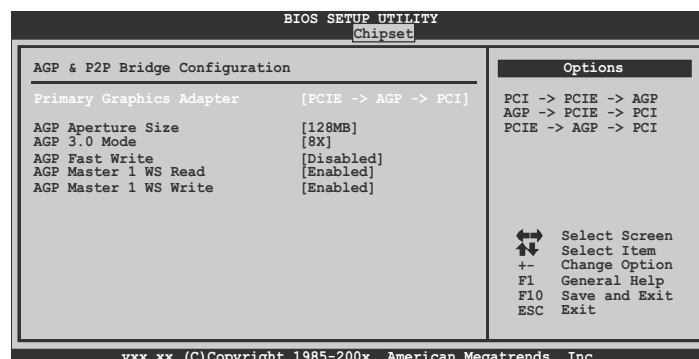 BIOS SETUP UTILITY
Chipset
AGP & P2P Bridge Configuration
Primary Graphics Adapter [PCIE -> AGP -> PCI]
AGP Aperture Size [128MB]
AGP 3.0 Mode [8X]
AGP Fast Write [Disabled]
AGP Master 1 WS Read [Enabled]
AGP Master 1 WS Write [Enabled]
Options
PCI -> PCIE -> AGP
AGP -> PCIE -> PCI
PCIE -> AGP -> PCI
Select Screen
Select Item
+- Change Option
F1 General Help
F10 Save and Exit
ESC Exit
vxx.xx (C)Copyright 1985-200x, American Megatrends, Inc.